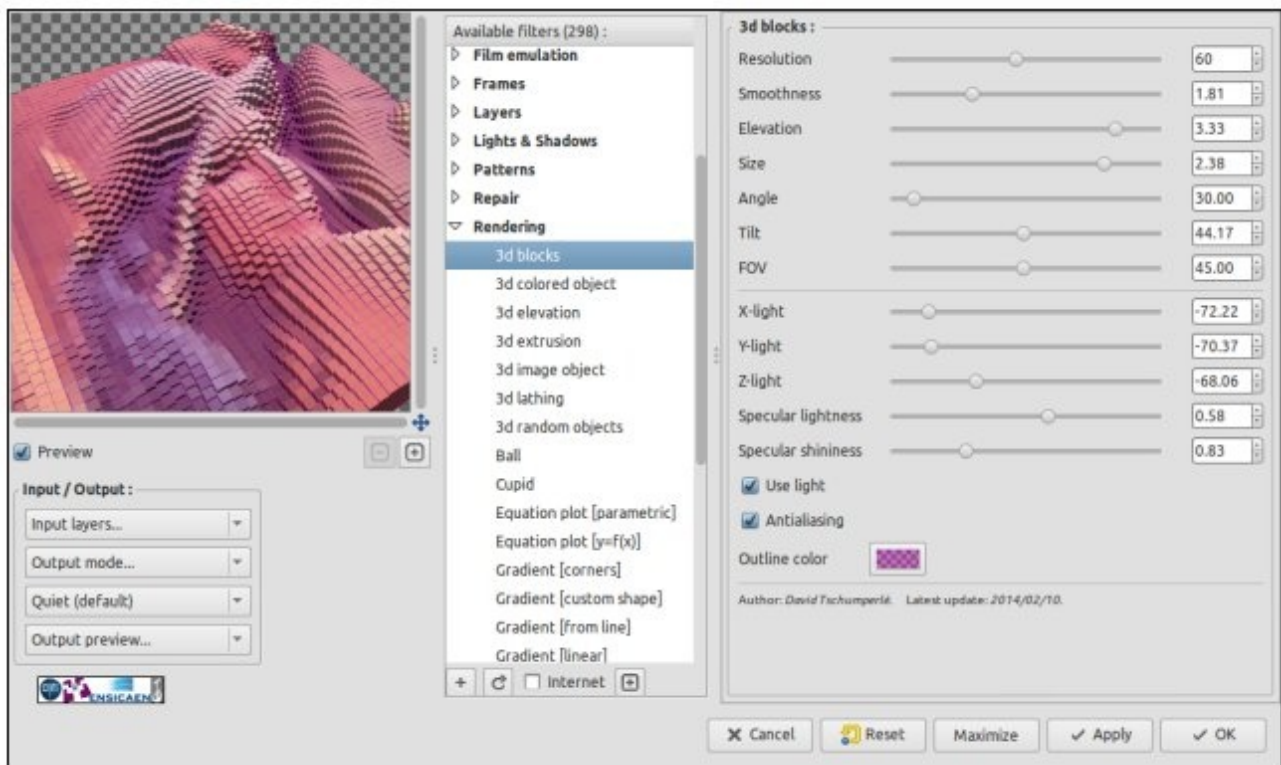 Preview
Input / Output :
Input layers...
Output mode...
Quiet (default)
Output preview...
ENSICAEN
Available filters (298) :
Film emulation
Frames
Layers
Lights & Shadows
Patterns
Repair
Rendering
3d blocks
3d colored object
3d elevation
3d extrusion
3d image object
3d lathing
3d random objects
Ball
Cupid
Equation plot [parametric]
Equation plot [y=f(x)]
Gradient [corners]
Gradient [custom shape]
Gradient [from line]
Gradient [linear]
Internet
3d blocks :
Resolution 60
Smoothness 1.81
Elevation 3.33
Size 2.38
Angle 30.00
Tilt 44.17
FOV 45.00
X-light -72.22
Y-light -70.37
Z-light -68.06
Specular lightness 0.58
Specular shininess 0.83
Use light
Antialiasing
Outline color
Author: David Tschumperlé. Latest update: 2014/02/10.
Cancel Reset Maximize Apply OK